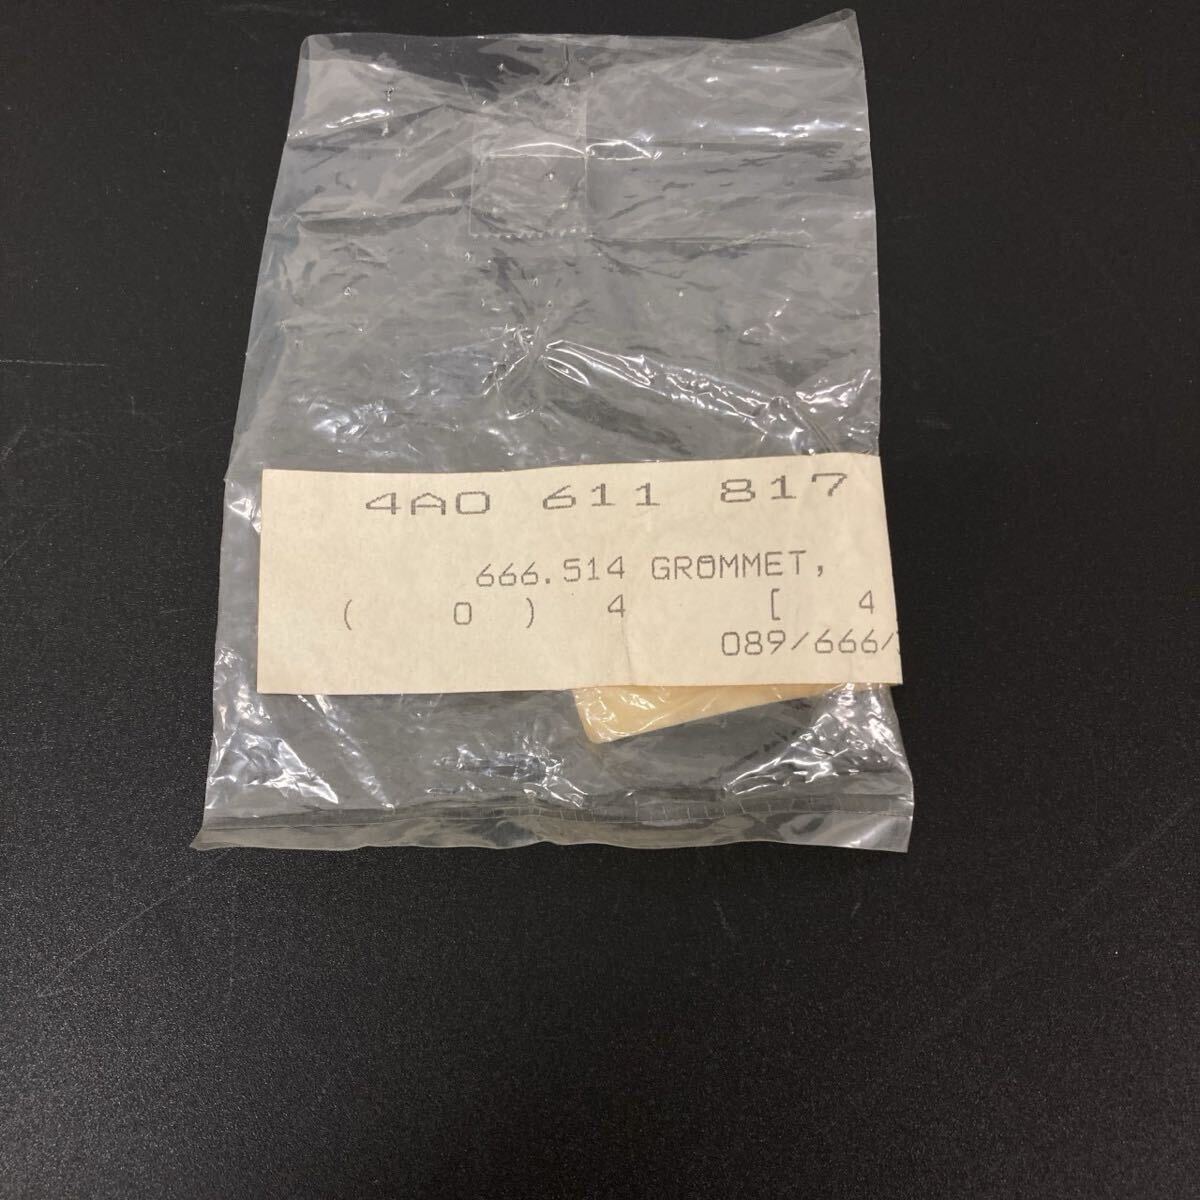 4A0 611 817
666.514 GROMMET,
( 0 ) 4 [ 4
089/666/